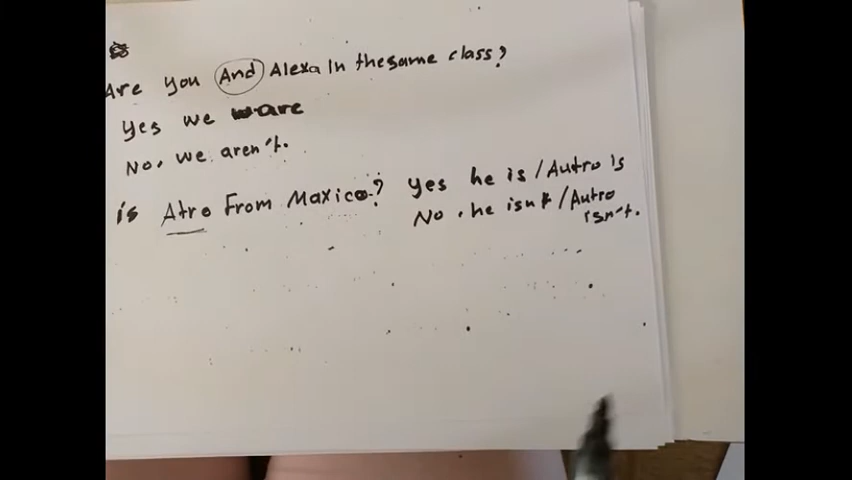 Are you And Alexa In the same class?
Yes we are
No, we aren't.
is Atro From Maxico? Yes he is / Autro is
No, he isn't / Autro isn't.